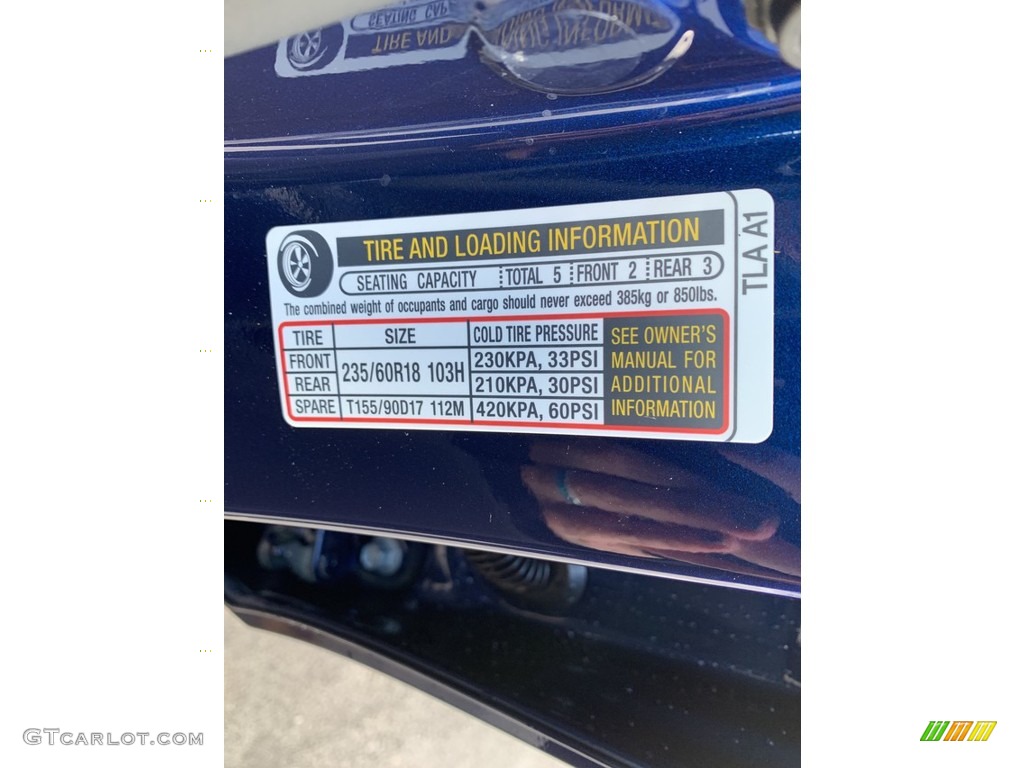 TIRE AND LOADING INFORMATION
SEATING CAPACITY TOTAL 5 FRONT 2 REAR 3
The combined weight of occupants and cargo should never exceed 385kg or 850lbs.
TIRE SIZE COLD TIRE PRESSURE
FRONT 235/60R18 103H 230KPA, 33PSI
REAR 210KPA, 30PSI
SPARE T155/90D17 112M 420KPA, 60PSI
SEE OWNER'S
MANUAL FOR
ADDITIONAL
INFORMATION
TLA A1
GTCARLOT.COM